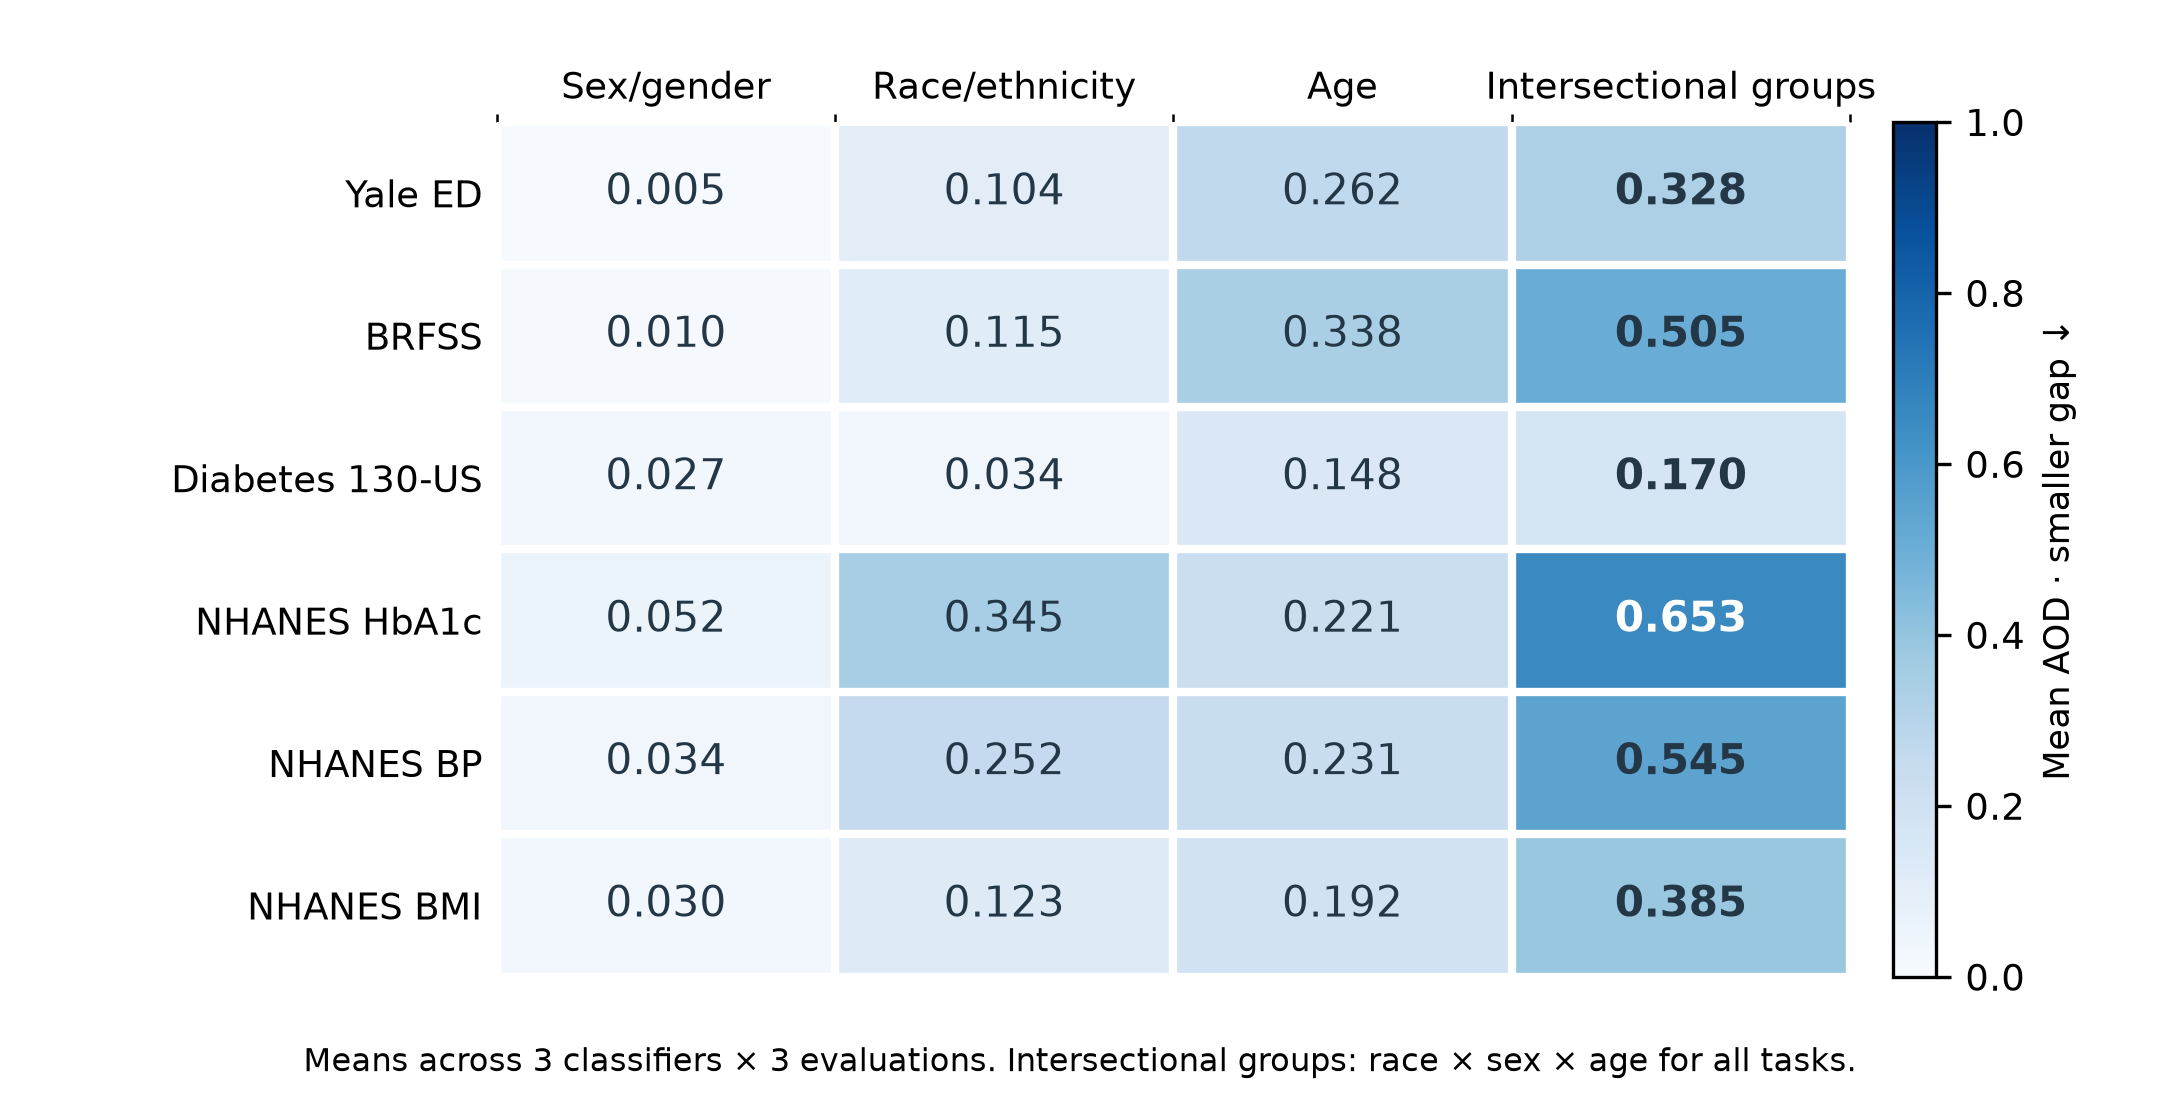 Sex/gender Race/ethnicity Age Intersectional groups
Yale ED 0.005 0.104 0.262 0.328
BRFSS 0.010 0.115 0.338 0.505
Diabetes 130-US 0.027 0.034 0.148 0.170
NHANES HbA1c 0.052 0.345 0.221 0.653
NHANES BP 0.034 0.252 0.231 0.545
NHANES BMI 0.030 0.123 0.192 0.385
1.0
0.8
0.6
0.4
0.2
0.0
Mean AOD · smaller gap ↓
Means across 3 classifiers × 3 evaluations. Intersectional groups: race × sex × age for all tasks.